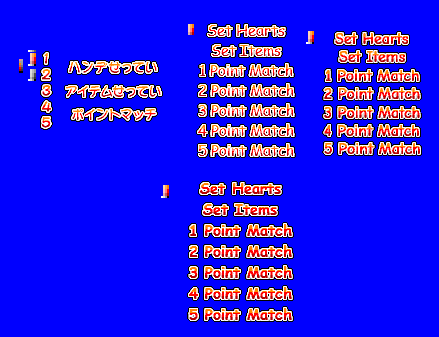 1
2
3
4
5
ハンデせってい
アイテムせってい
ポイントマッチ
Set Hearts
Set Items
1 Point Match
2 Point Match
3 Point Match
4 Point Match
5 Point Match
Set Hearts
Set Items
1 Point Match
2 Point Match
3 Point Match
4 Point Match
5 Point Match
Set Hearts
Set Items
1 Point Match
2 Point Match
3 Point Match
4 Point Match
5 Point Match